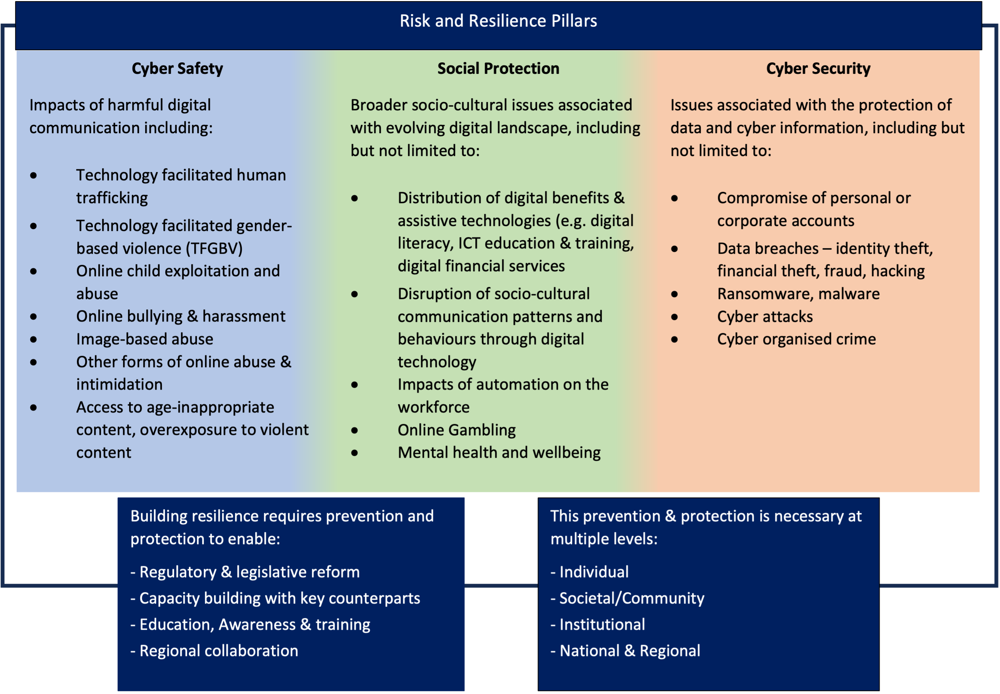 Risk and Resilience Pillars
Cyber Safety
Impacts of harmful digital
communication including:
• Technology facilitated human
trafficking
• Technology facilitated gender-
based violence (TFGBV)
• Online child exploitation and
abuse
• Online bullying & harassment
• Image-based abuse
• Other forms of online abuse &
intimidation
• Access to age-inappropriate
content, overexposure to violent
content
Social Protection
Broader socio-cultural issues associated
with evolving digital landscape, including
but not limited to:
• Distribution of digital benefits &
assistive technologies (e.g. digital
literacy, ICT education & training,
digital financial services
• Disruption of socio-cultural
communication patterns and
behaviours through digital
technology
• Impacts of automation on the
workforce
• Online Gambling
• Mental health and wellbeing
Cyber Security
Issues associated with the protection of
data and cyber information, including but
not limited to:
• Compromise of personal or
corporate accounts
• Data breaches – identity theft,
financial theft, fraud, hacking
• Ransomware, malware
• Cyber attacks
• Cyber organised crime
Building resilience requires prevention and
protection to enable:
- Regulatory & legislative reform
- Capacity building with key counterparts
- Education, Awareness & training
- Regional collaboration
This prevention & protection is necessary at
multiple levels:
- Individual
- Societal/Community
- Institutional
- National & Regional